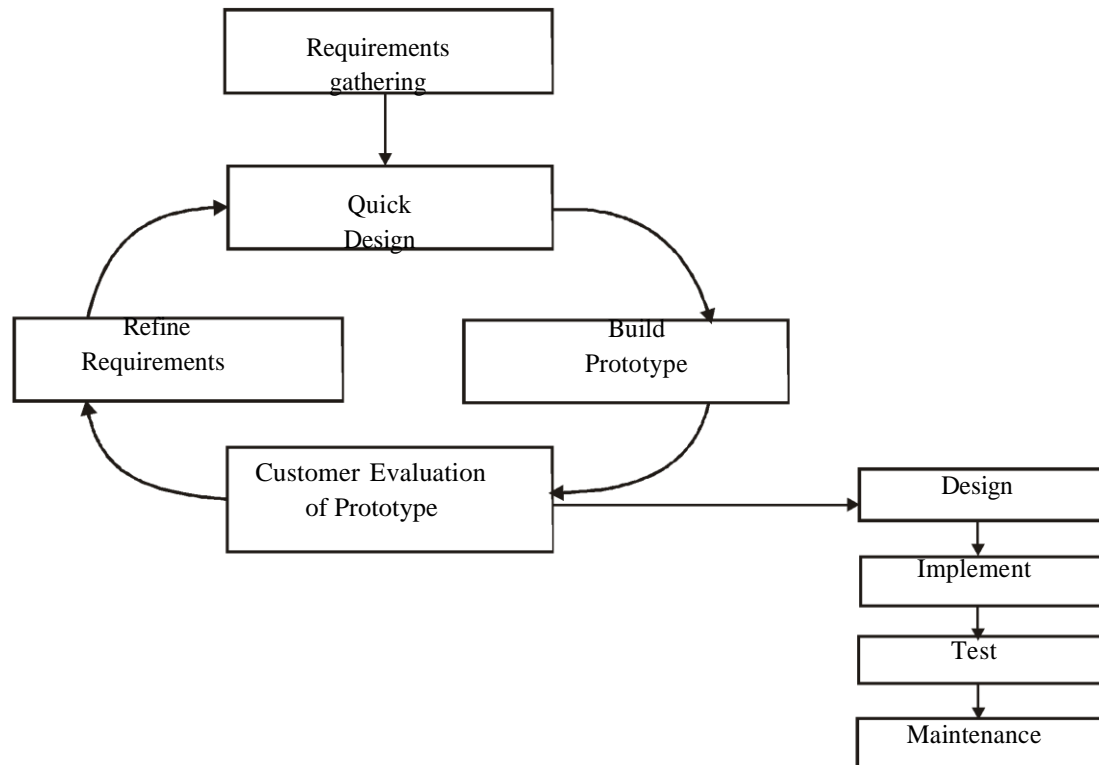 Requirements
gathering
Quick
Design
Refine
Requirements
Build
Prototype
Customer Evaluation
of Prototype
Design
Implement
Test
Maintenance